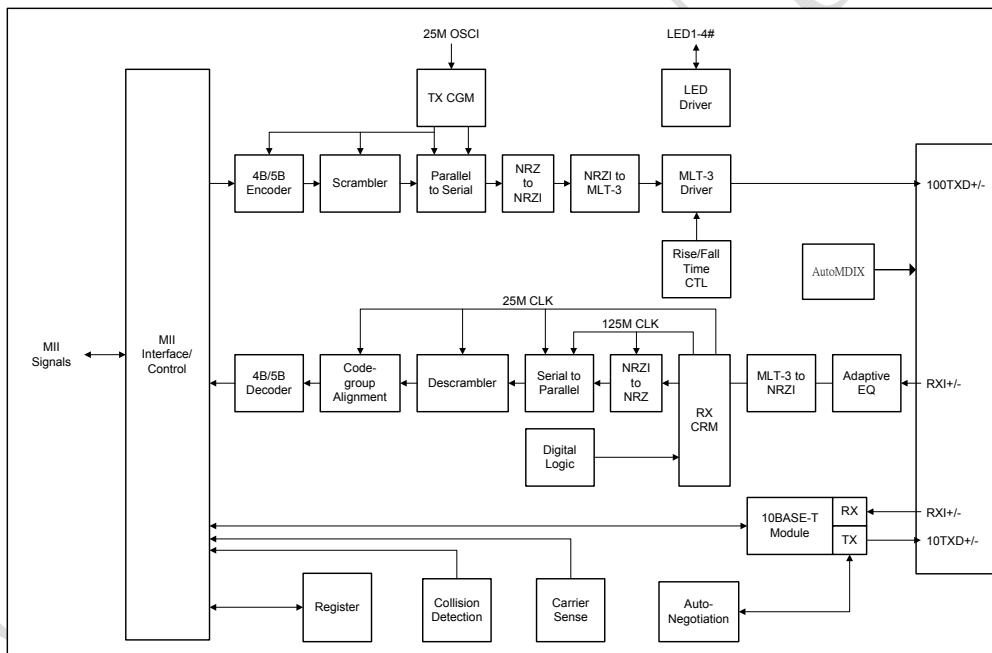 25M OSCI
LED1-4#
TX CGM
LED
Driver
4B/5B
Encoder
Scrambler
Parallel
to Serial
NRZ
to
NRZI
NRZI to
MLT-3
MLT-3
Driver
100TXD+/-
Rise/Fall
Time
CTL
AutoMDIX
25M CLK
125M CLK
MII
Signals
MII
Interface/
Control
4B/5B
Decoder
Code-
group
Alignment
Descrambler
Serial to
Parallel
NRZI
to
NRZ
RX
CRM
MLT-3 to
NRZI
Adaptive
EQ
RXI+/-
Digital
Logic
10BASE-T
Module
RX
TX
RXI+/-
10TXD+/-
Register
Collision
Detection
Carrier
Sense
Auto-
Negotiation